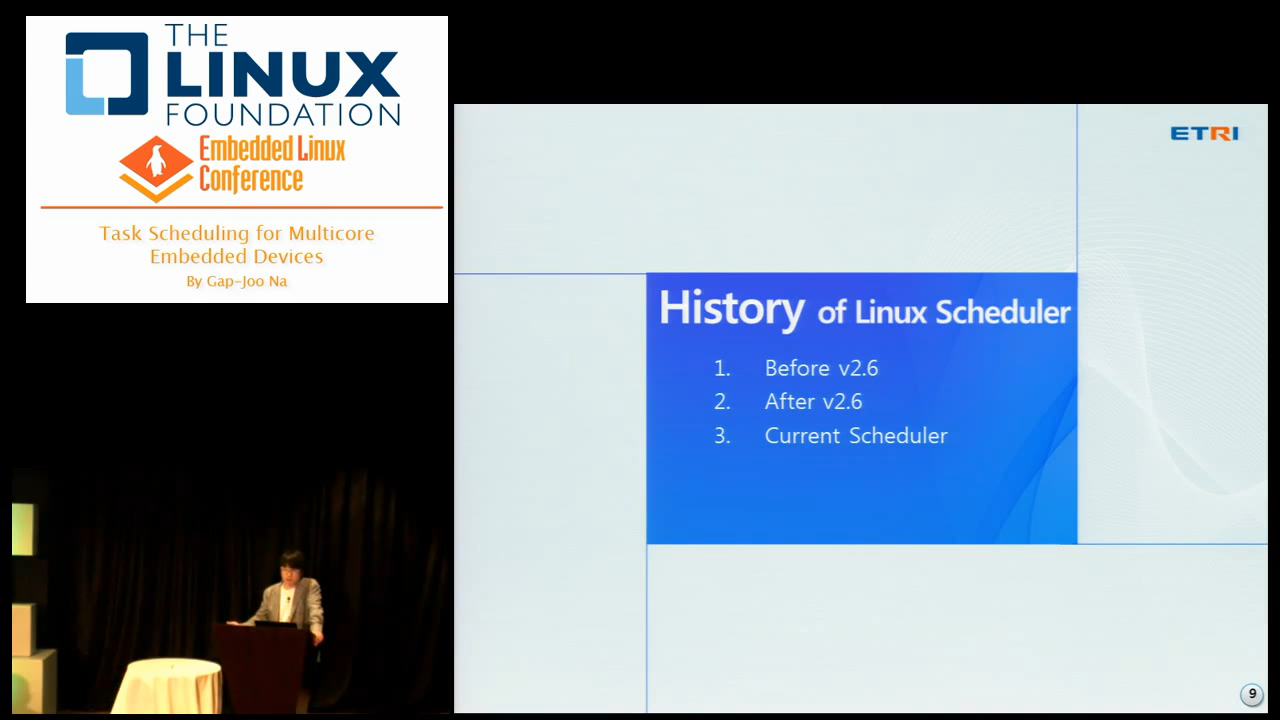 THE
LINUX
FOUNDATION
Embedded Linux
Conference
Task Scheduling for Multicore
Embedded Devices
By Gap-Joo Na
ETRI
History of Linux Scheduler
1. Before v2.6
2. After v2.6
3. Current Scheduler
9